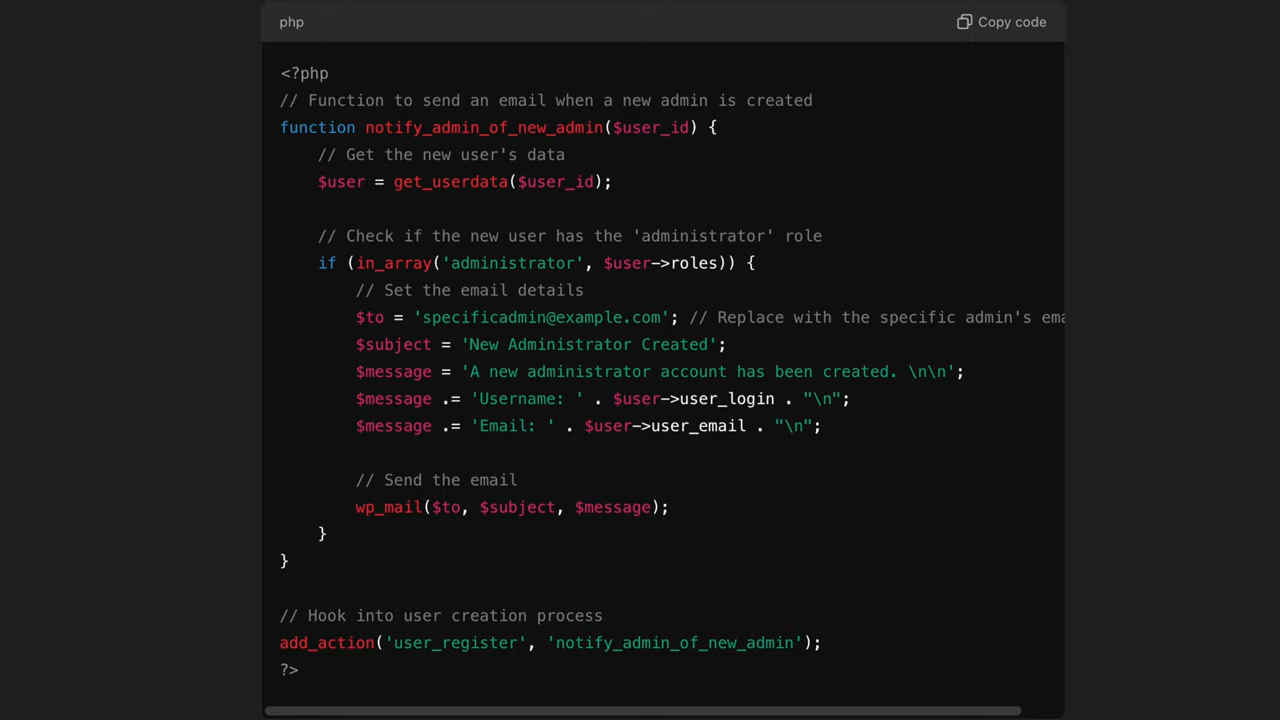 php
Copy code
<?php
// Function to send an email when a new admin is created
function notify_admin_of_new_admin($user_id) {
    // Get the new user's data
    $user = get_userdata($user_id);
    // Check if the new user has the 'administrator' role
    if (in_array('administrator', $user->roles)) {
        // Set the email details
        $to = 'specificadmin@example.com'; // Replace with the specific admin's ema
        $subject = 'New Administrator Created';
        $message = 'A new administrator account has been created. \n\n';
        $message .= 'Username: ' . $user->user_login . "\n";
        $message .= 'Email: ' . $user->user_email . "\n";
        // Send the email
        wp_mail($to, $subject, $message);
    }
}
// Hook into user creation process
add_action('user_register', 'notify_admin_of_new_admin');
?>